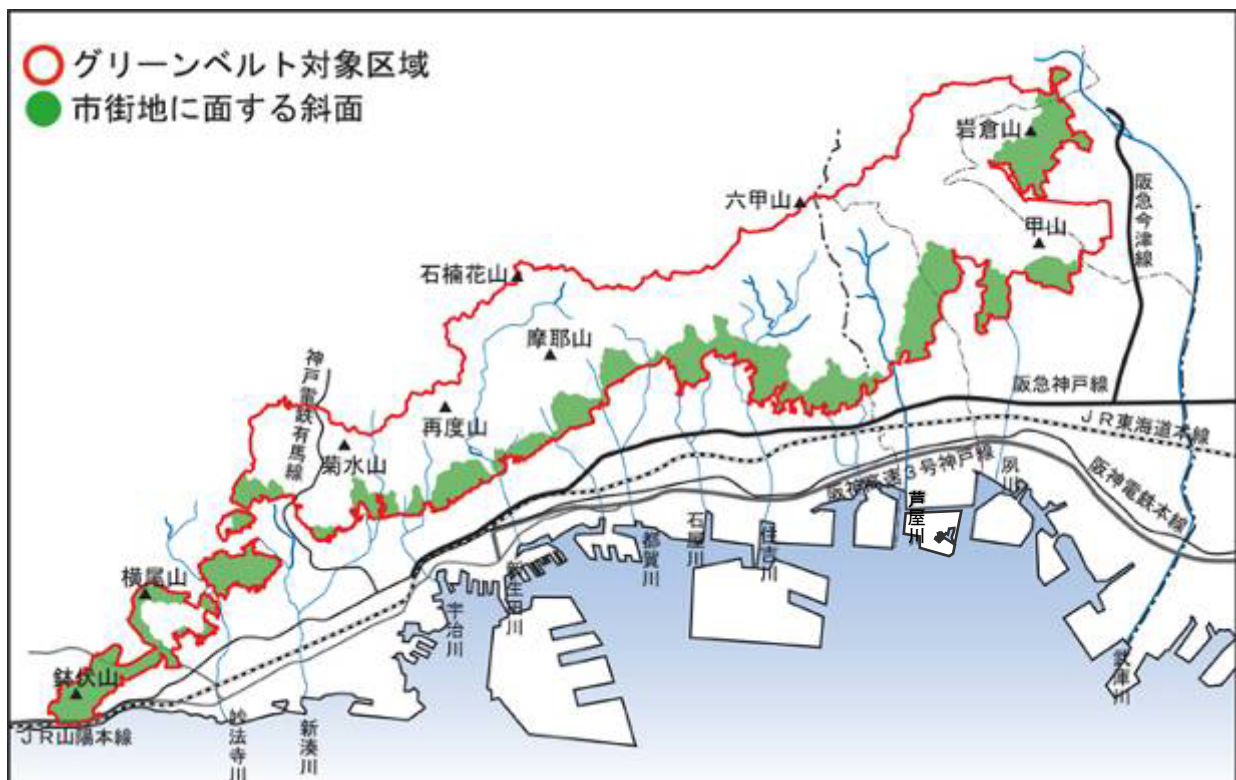 グリーンベルト対象区域
市街地に面する斜面
岩倉山
六甲山
甲山
阪急今津線
石楠花山
摩耶山
神戸電鉄有馬線
再度山
菊水山
阪急神戸線
JR東海道本線
阪神高速3号神戸線
阪神電鉄本線
夙川
芦屋川
住吉川
石屋川
都賀川
新生田川
宇治川
横尾山
鉢伏山
JR山陽本線
妙法寺川
新湊川
武庫川